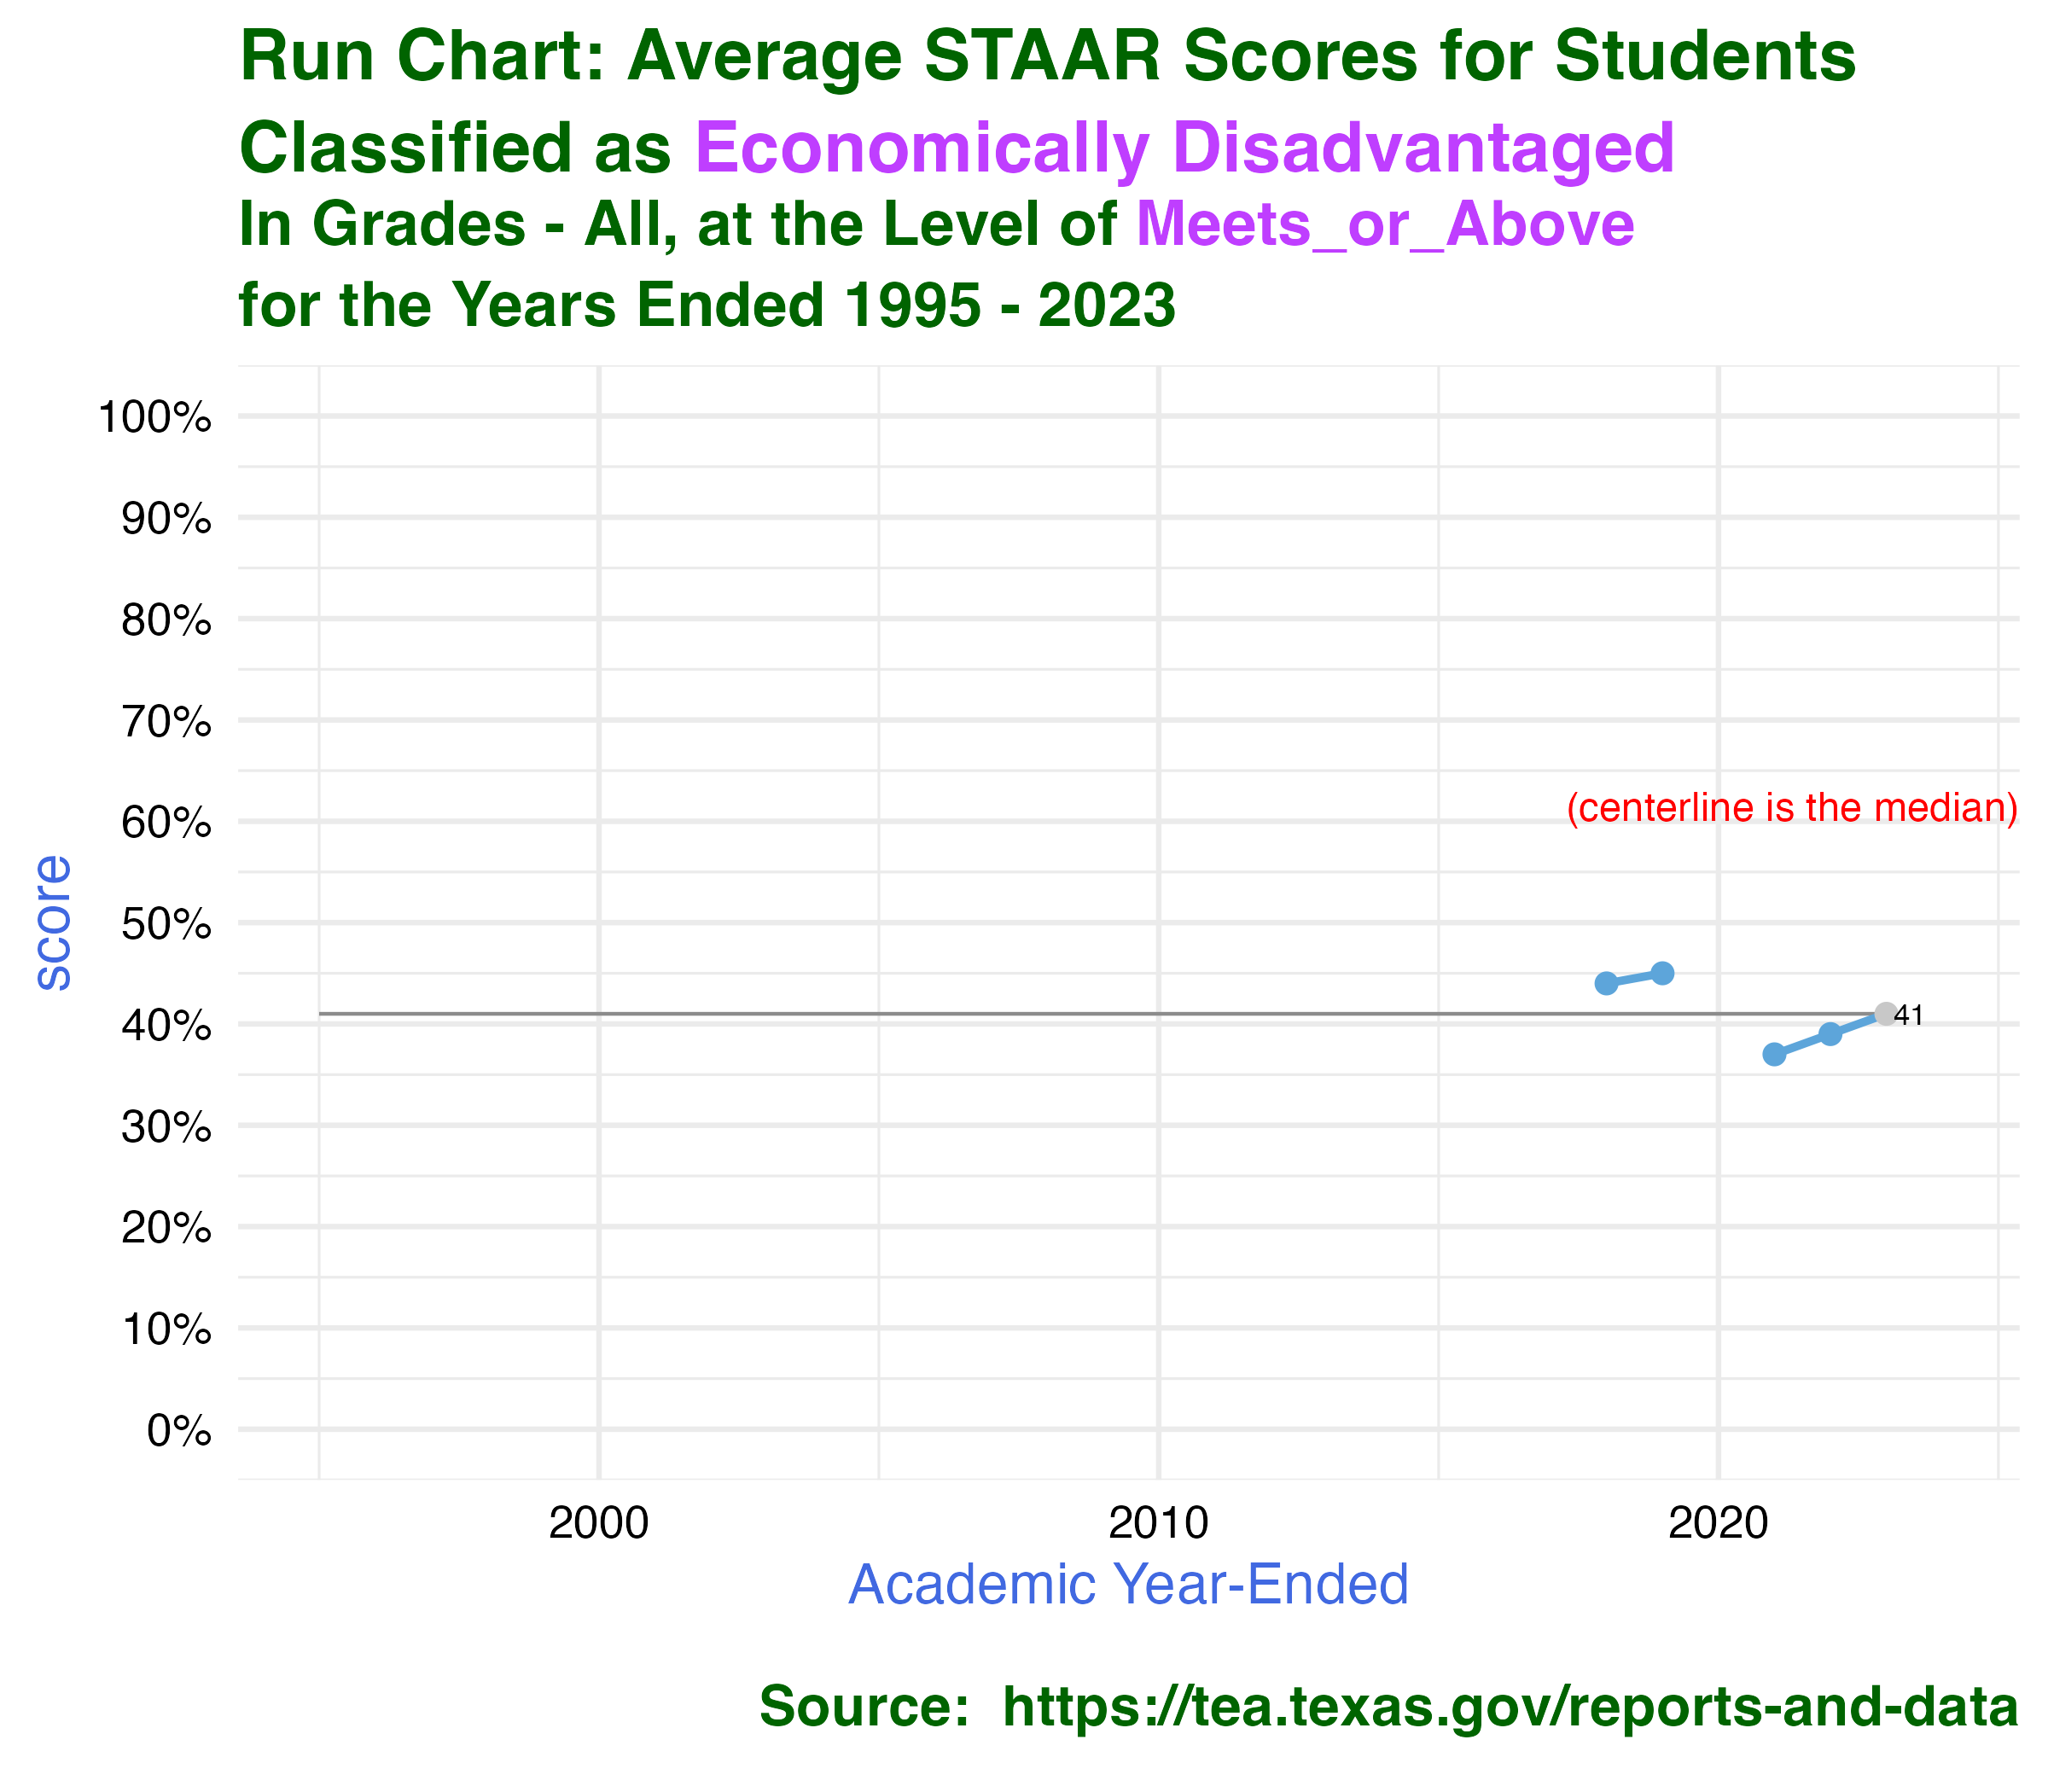 Run Chart: Average STAAR Scores for Students
Classified as Economically Disadvantaged
In Grades - All, at the Level of Meets_or_Above
for the Years Ended 1995 - 2023
100%
90%
80%
70%
(centerline is the median)
60%
score
50%
40%
41
30%
20%
10%
0%
2000 2010 2020
Academic Year-Ended
Source:  https://tea.texas.gov/reports-and-data